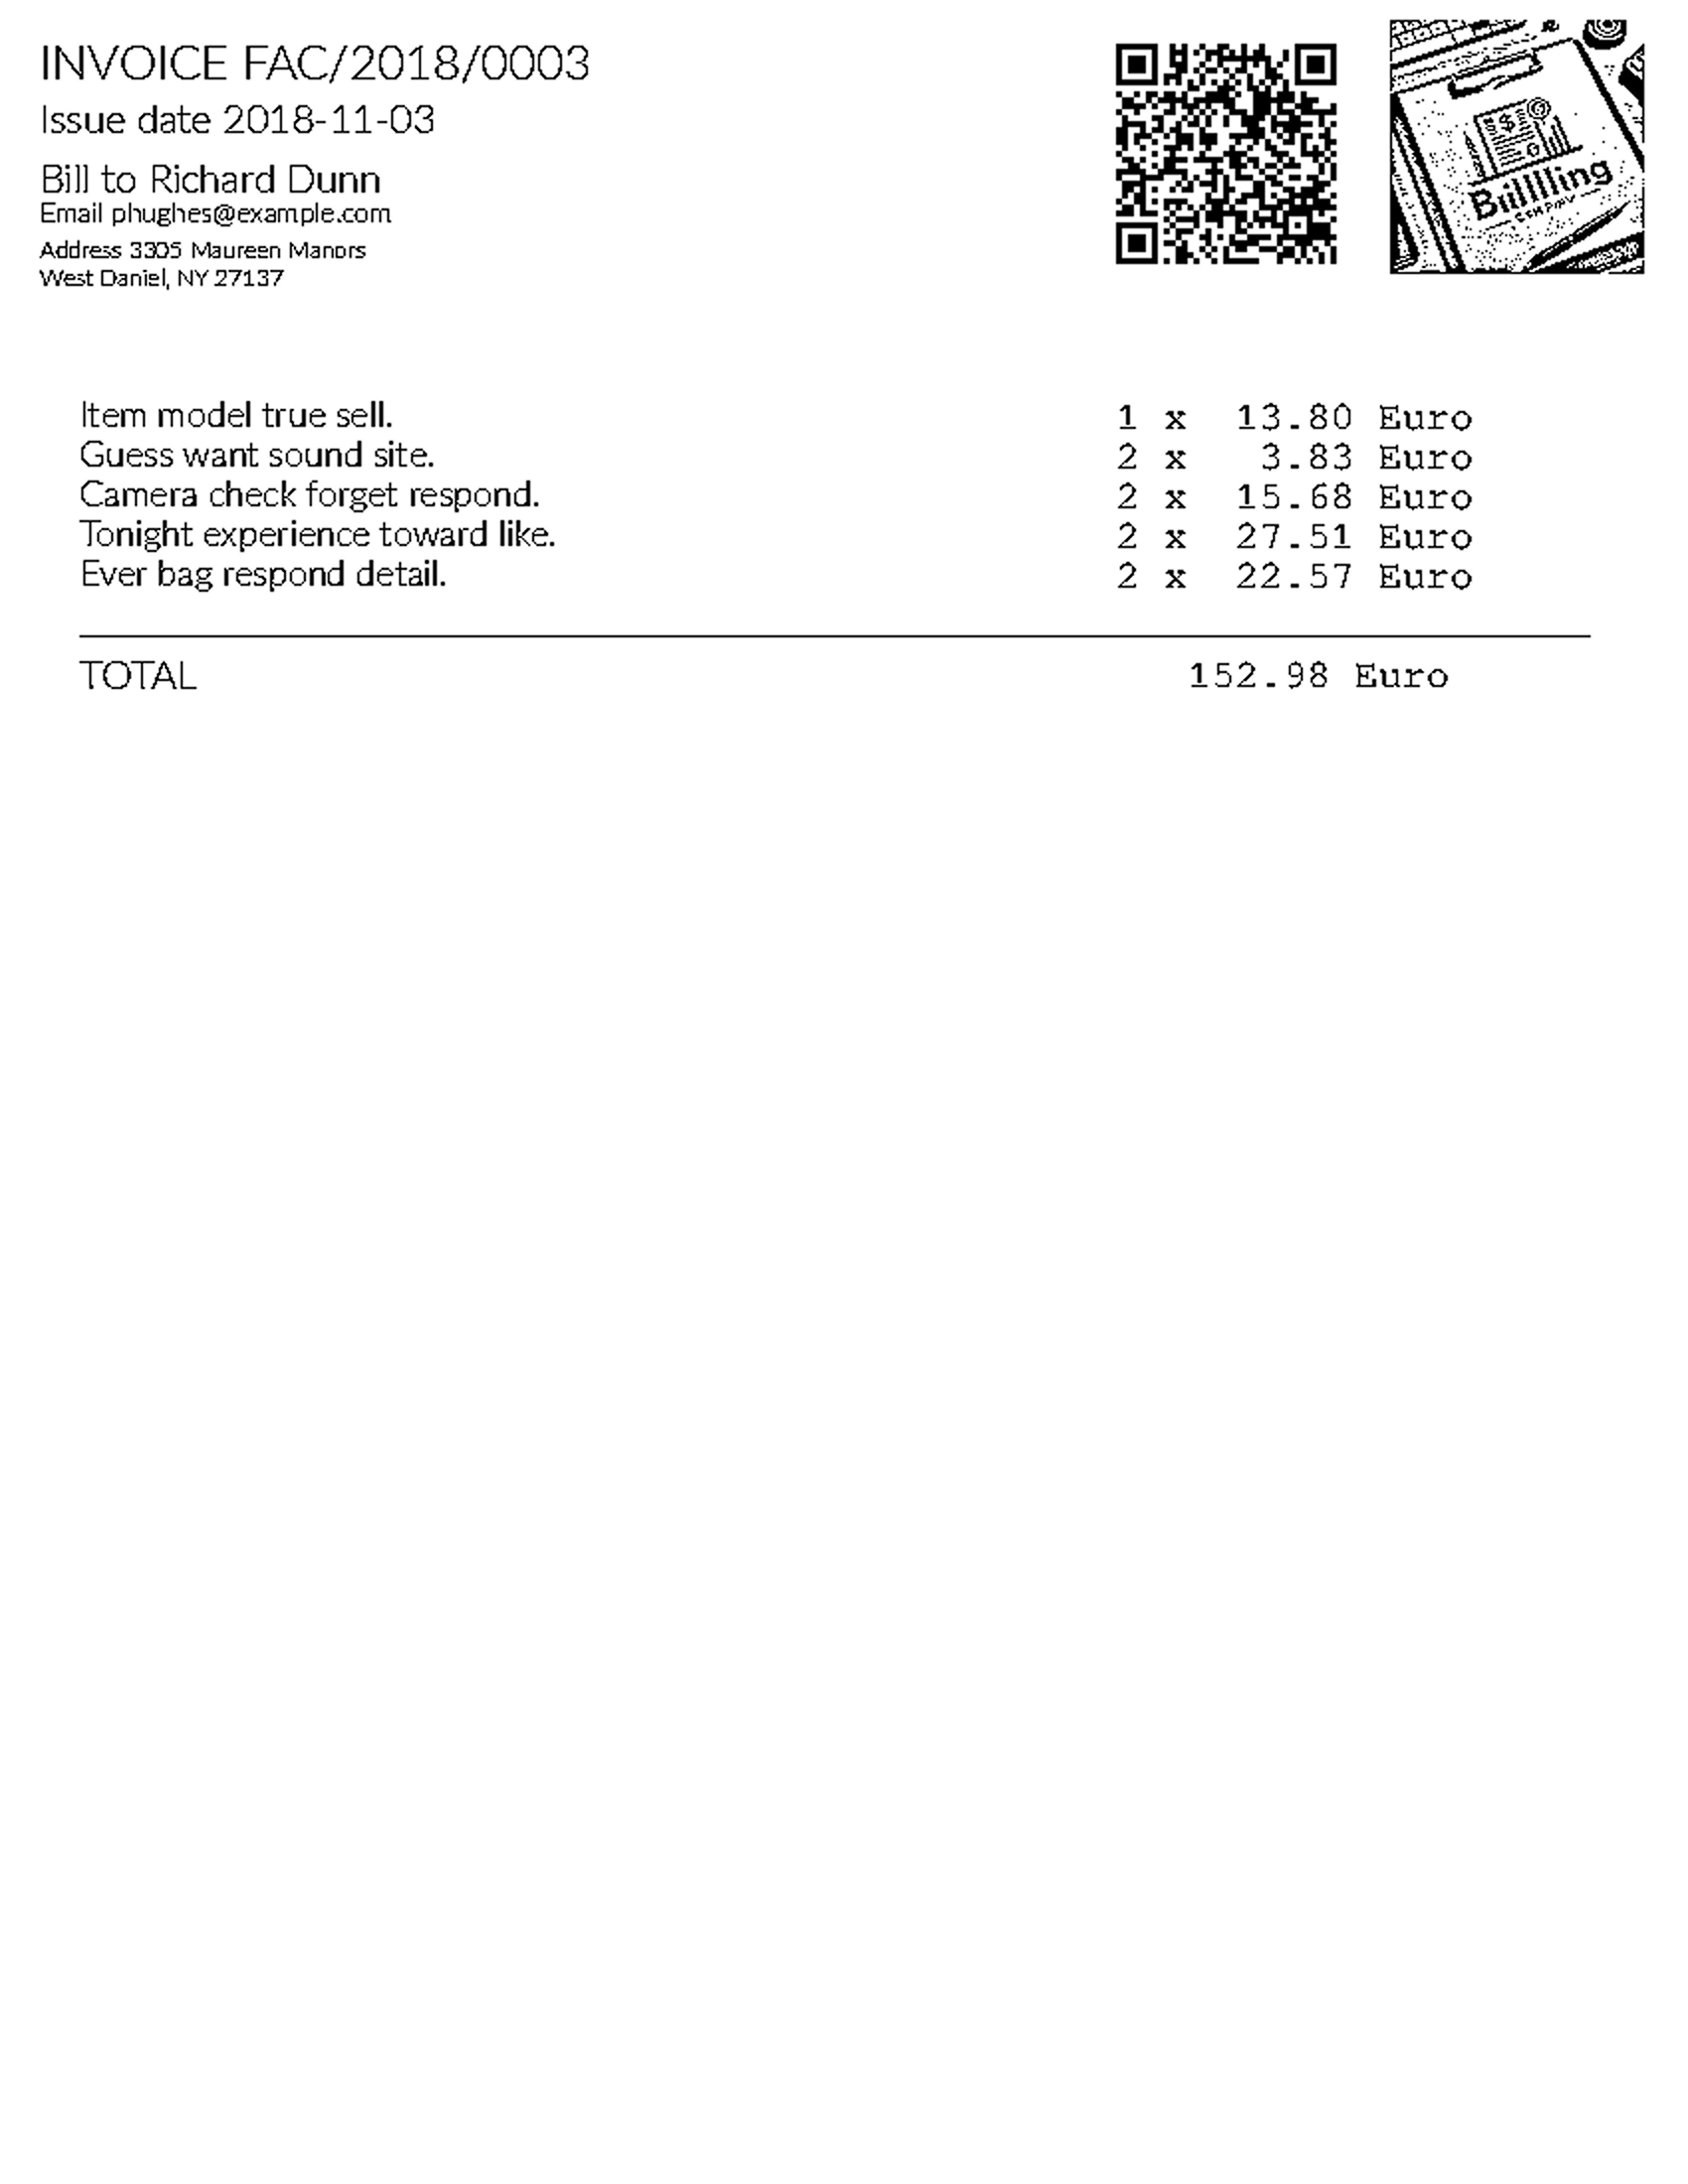 INVOICE FAC/2018/0003
Issue date 2018-11-03
Bill to Richard Dunn
Email phughes@example.com
Address 3305 Maureen Manors
West Daniel, NY 27137
Billlling
Item model true sell. 1 x 13.80 Euro
Guess want sound site. 2 x 3.83 Euro
Camera check forget respond. 2 x 15.68 Euro
Tonight experience toward like. 2 x 27.51 Euro
Ever bag respond detail. 2 x 22.57 Euro
TOTAL 152.98 Euro